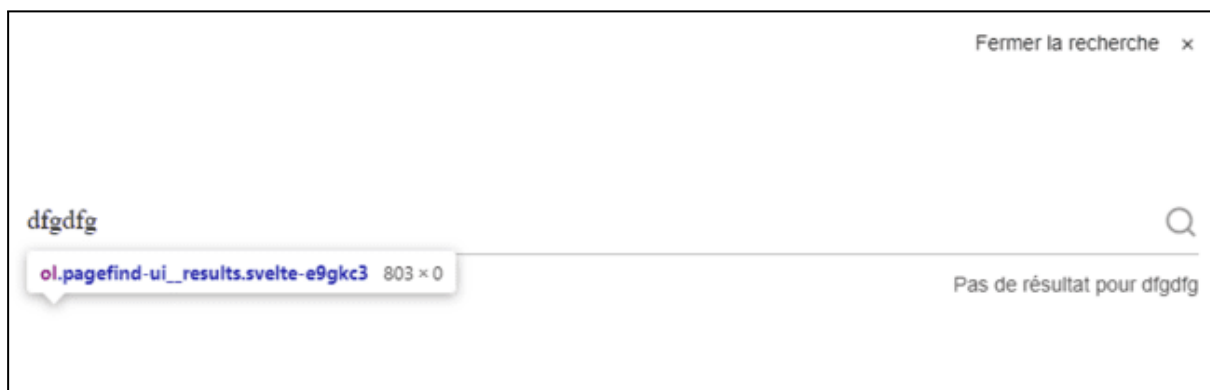 Fermer la recherche ×
dfgdfg
ol.pagefind-ui__results.svelte-e9gkc3 803 × 0
Pas de résultat pour dfgdfg